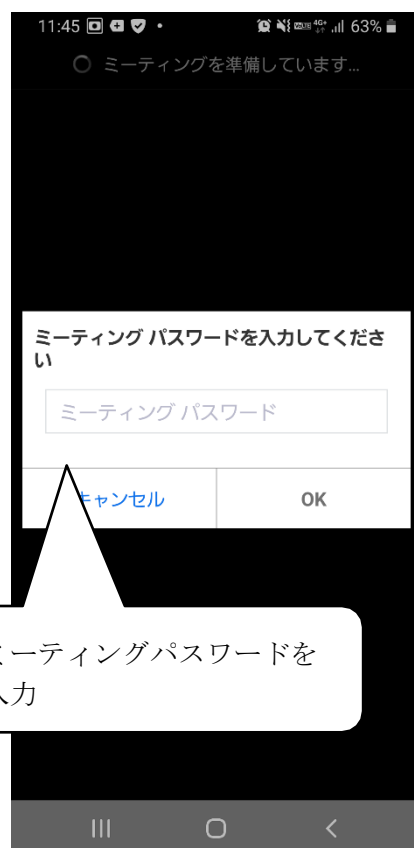 11:45
4G+ 63%
ミーティングを準備しています...
ミーティング パスワードを入力してくださ
い
ミーティング パスワード
キャンセル
OK
ミーティングパスワードを
入力